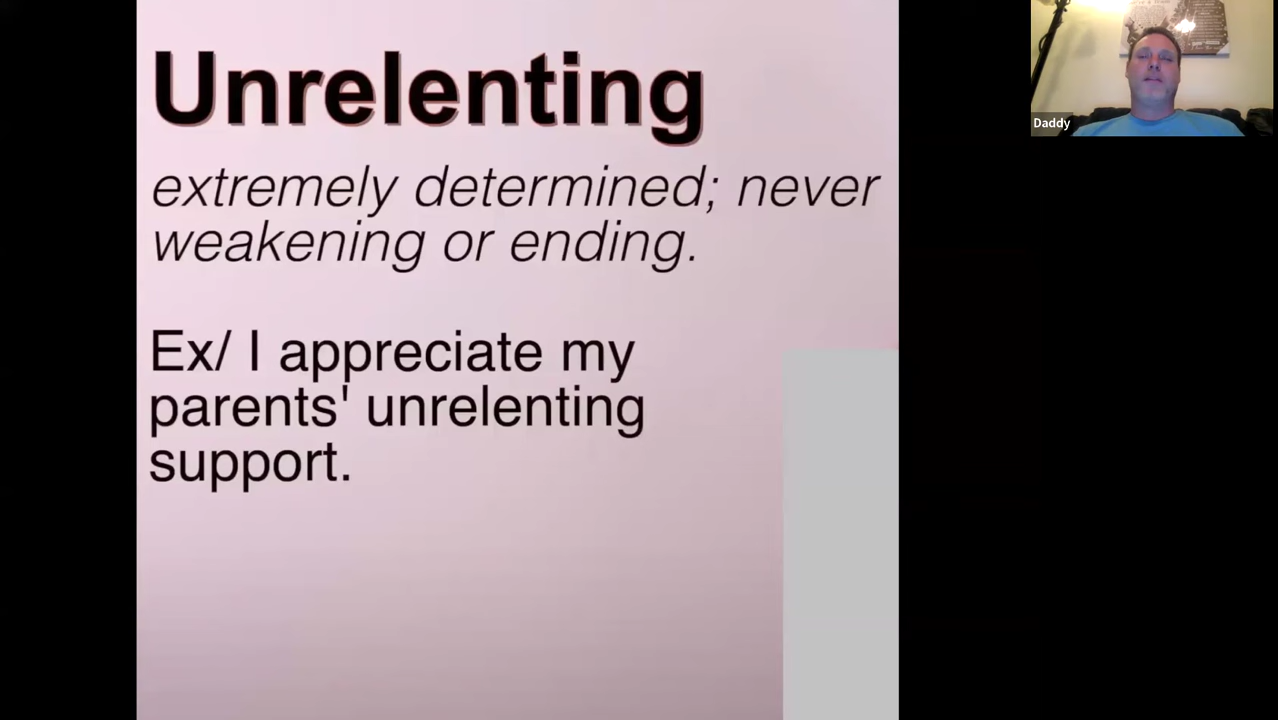 Unrelenting
extremely determined; never
weakening or ending.
Ex/ I appreciate my
parents' unrelenting
support.
Daddy